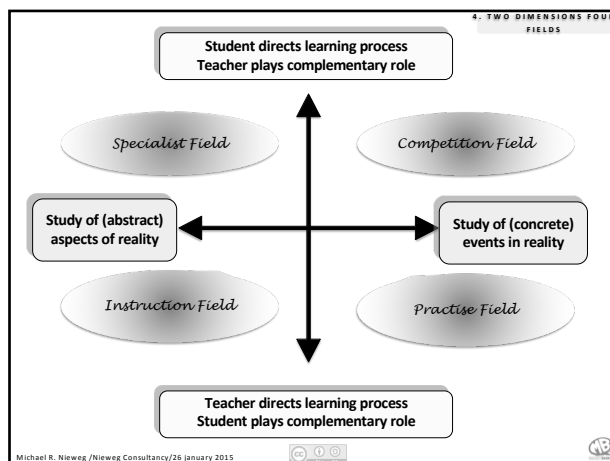 4. TWO DIMENSIONS FOUR
FIELDS
Student directs learning process
Teacher plays complementary role
Specialist Field
Competition Field
Study of (abstract)
aspects of reality
Study of (concrete)
events in reality
Instruction Field
Practise Field
Teacher directs learning process
Student plays complementary role
Michael R. Nieweg /Nieweg Consultancy/26 january 2015
cc